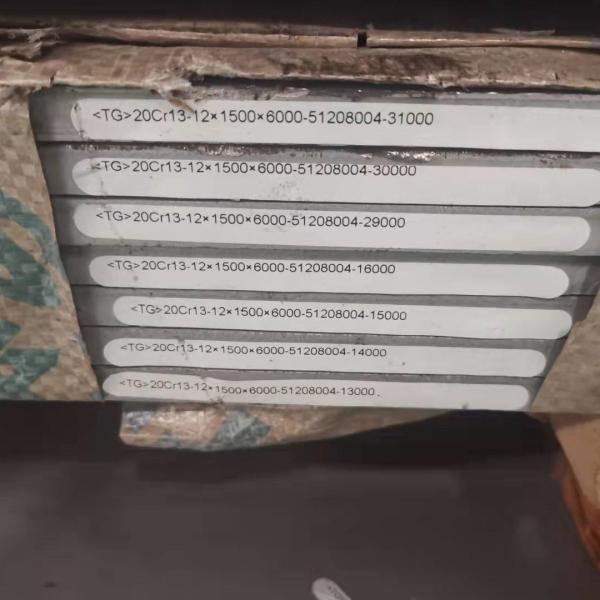 <TG>20Cr13-12×1500×6000-51208004-31000
<TG>20Cr13-12×1500×6000-51208004-30000
<TG>20Cr13-12×1500×6000-51208004-29000
<TG>20Cr13-12×1500×6000-51208004-16000
<TG>20Cr13-12×1500×6000-51208004-15000
<TG>20Cr13-12×1500×6000-51208004-14000
<TG>20Cr13-12×1500×6000-51208004-13000